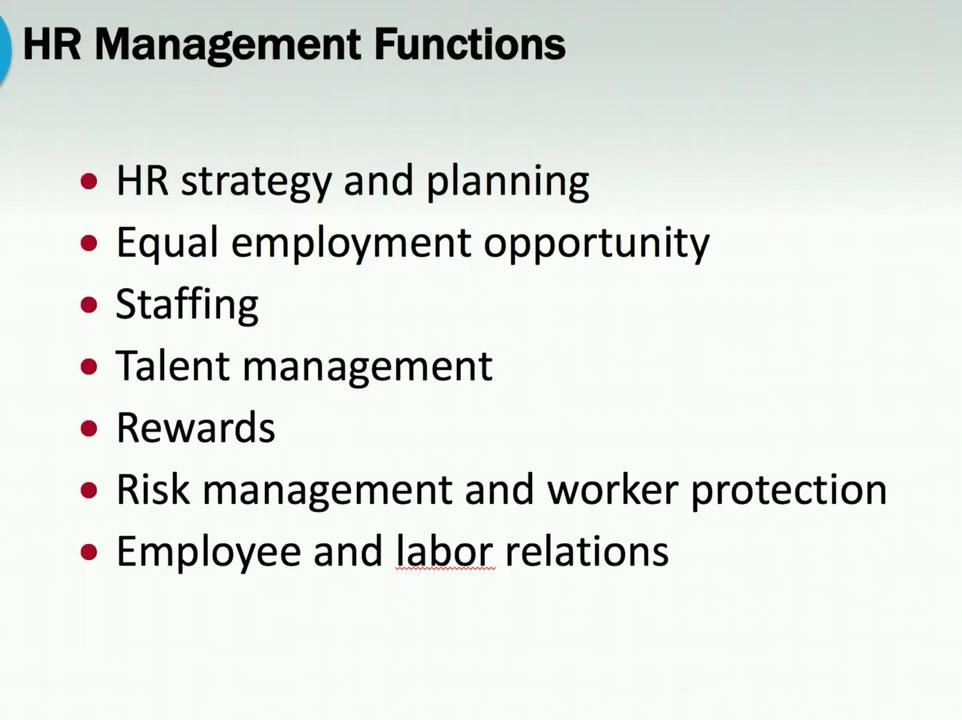 HR Management Functions
• HR strategy and planning
• Equal employment opportunity
• Staffing
• Talent management
• Rewards
• Risk management and worker protection
• Employee and labor relations